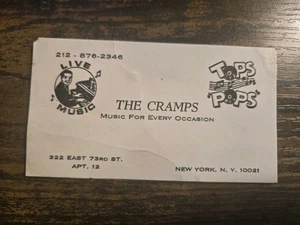 212 - 876-2346
LIVE
MUSIC
TOPS
POPS
THE CRAMPS
MUSIC FOR EVERY OCCASION
322 EAST 73RD ST.
APT. 12
NEW YORK, N. Y. 10021